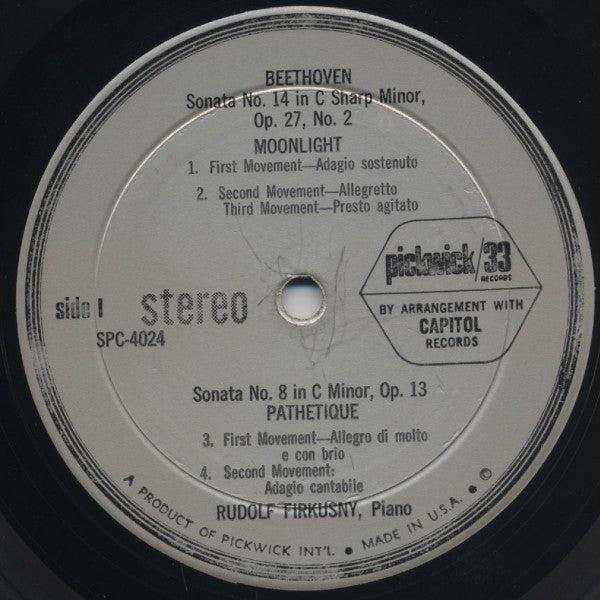 BEETHOVEN
Sonata No. 14 in C Sharp Minor,
Op. 27, No. 2
MOONLIGHT
1. First Movement—Adagio sostenuto
2. Second Movement—Allegretto
Third Movement—Presto agitato
pickwick/33
RECORDS
BY ARRANGEMENT WITH
CAPITOL
RECORDS
side 1 stereo
SPC-4024
Sonata No. 8 in C Minor, Op. 13
PATHETIQUE
3. First Movement—Allegro di molto
e con brio
4. Second Movement:
Adagio cantabile
RUDOLF FIRKUSNY, Piano
A PRODUCT OF PICKWICK INT'L. ● MADE IN U.S.A. ● ©